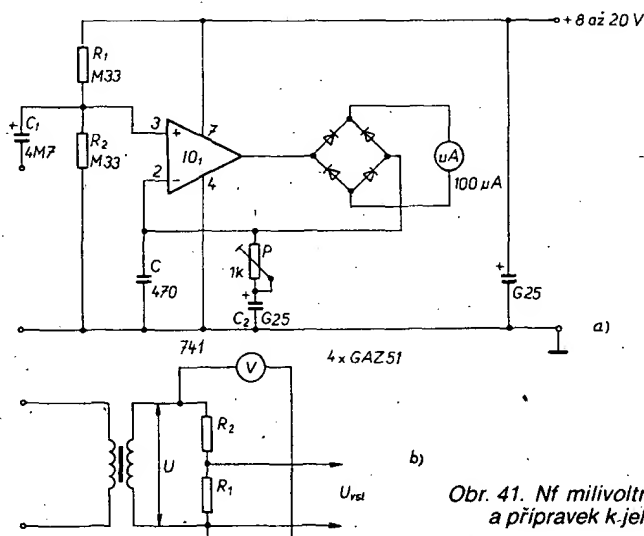 + 8 až 20 V
R1
M33
+ C1
4M7
R2
M33
3
+
7
IO1
2
−
4
μA
100 μA
P
1k
C
470
+
C2 G25
+
G25
a)
741
4 x GAZ51
V
R2
U
b)
R1
Uvst
Obr. 41. Nf milivoltm
a přípravek k jel